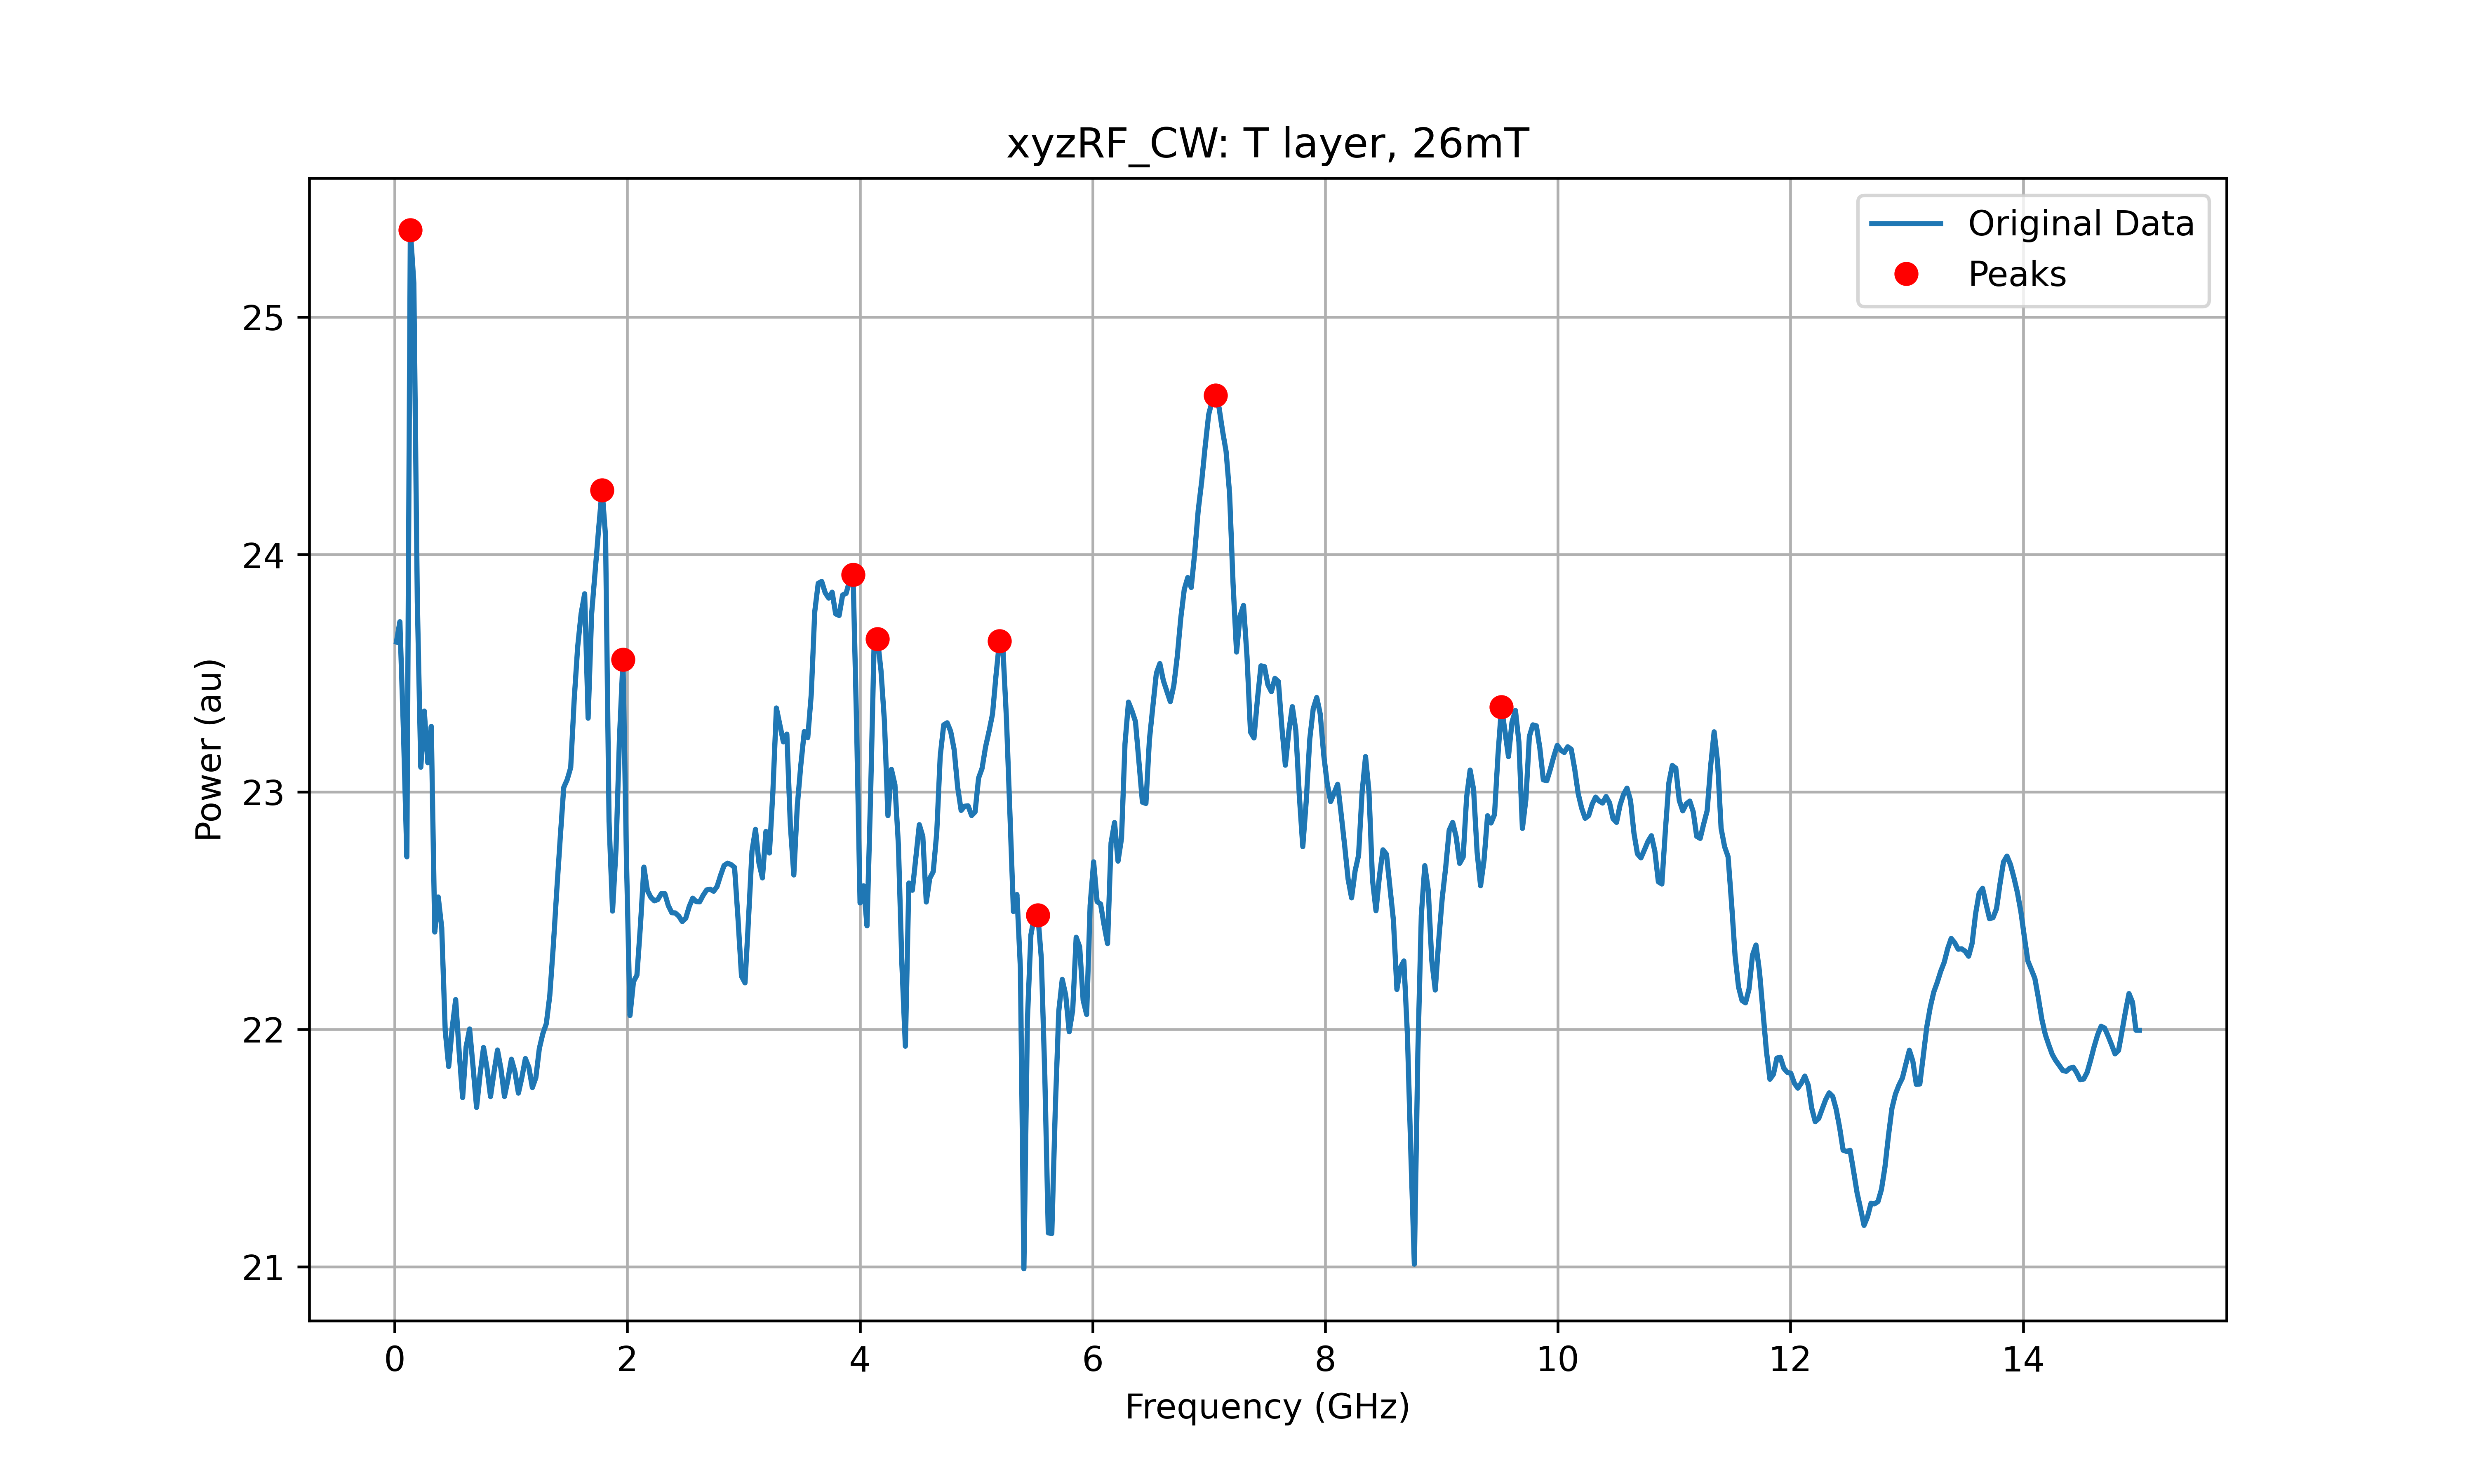 xyzRF_CW: T layer, 26mT
Original Data
Peaks
25
24
23
22
21
Power (au)
0 2 4 6 8 10 12 14
Frequency (GHz)